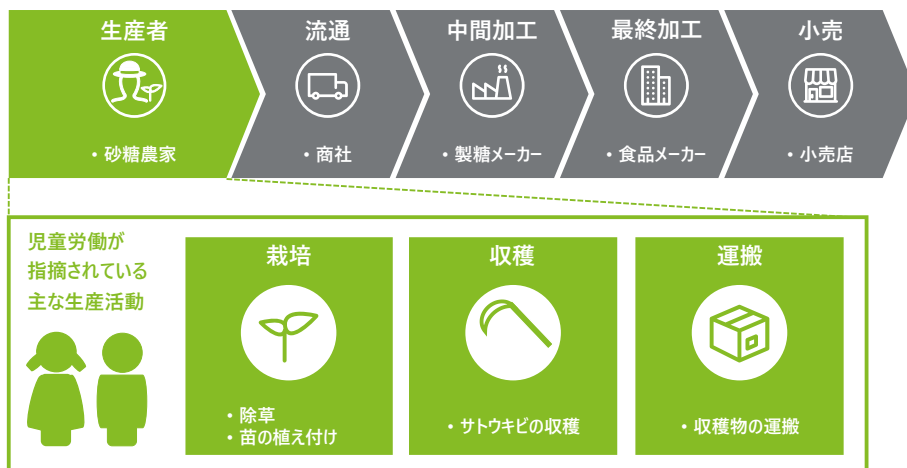 生産者
流通
中間加工
最終加工
小売
・砂糖農家
・商社
・製糖メーカー
・食品メーカー
・小売店
児童労働が
指摘されている
主な生産活動
栽培
・除草
・苗の植え付け
収穫
・サトウキビの収穫
運搬
・収穫物の運搬